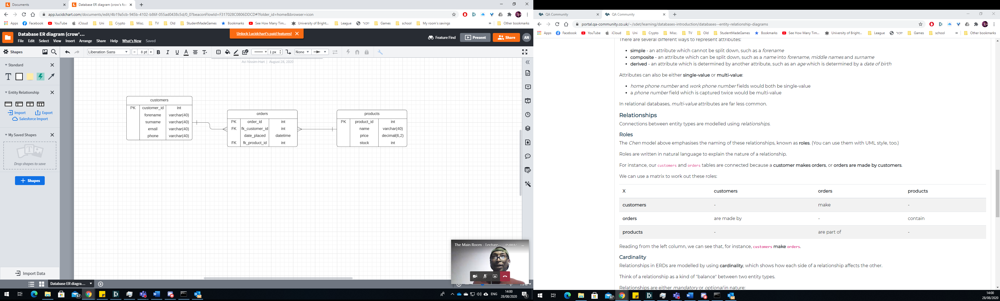 Documents
Database ER diagram (crow's foo
app.lucidchart.com/documents/edit/4b19a5cb-945b-4102-b86f-055ad0438c5d/0_0?beaconFlowId=F317028C0806DDCD#?folder_id=home&browser=icon
Apps Facebook YouTube iCloud Uni Crypto Misc. TV Old StudentMadeGames Bookmarks See How Many Tim... University of Bright... League יזכור Games school My room's savings » Other bookmarks
Database ER diagram (crow'...
Unlock Lucidchart's paid features!
File Edit Select View Insert Arrange Share Help What's New Saved
Feature Find Present Share AN
Shapes
Liberation Sans - 8 pt + B I U A T 1 px None
Avi Nissim-Hart | August 28, 2020
Standard
T
Entity Relationship
Import Export
Salesforce Import
My Saved Shapes
T
Drop shapes to save
+ Shapes
Import Data
customers
PK customer_id int
forename varchar(40)
surname varchar(40)
email varchar(40)
phone varchar(40)
orders
PK order_id int
FK fk_customer_id int
date_placed datetime
FK fk_product_id int
products
PK product_id int
name varchar(40)
price decimal(6,2)
stock int
The Main Room - Lecture... 05:00:47
Database ER diagra...
67
ENG
14:00
28/08/2020
5
QA Community
QA Community
portal.qa-community.co.uk/~/sdet/learning/databases-introduction/databases--entity-relationship-diagrams
Apps Facebook YouTube iCloud Uni Crypto Misc. TV Old StudentMadeGames Bookmarks See How Many Tim... University of Bright... League יזכור Games school » Other bookmarks
There are several different ways to represent attributes:
• simple - an attribute which cannot be split down, such as a forename
• composite - an attribute which can be split down, such as a name into forename, middle names and surname
• derived - an attribute which is determined by another attribute, such as an age which is determined by a date of birth
Attributes can also be either single-value or multi-value:
• home phone number and work phone number fields would both be single-value
• a phone number field which is captured twice would be multi-value
In relational databases, multi-value attributes are far less common.
Relationships
Connections between entity types are modelled using relationships.
Roles
The Chen model above emphasises the naming of these relationships, known as roles. (You can use them with UML style, too.)
Roles are written in natural language to explain the nature of a relationship.
For instance, our customers and orders tables are connected because a customer makes orders, or orders are made by customers.
We can use a matrix to work out these roles:
X customers orders products
customers - make -
orders are made by - contain
products - are part of -
Reading from the left column, we can see that, for instance, customers make orders.
Cardinality
Relationships in ERDs are modelled by using cardinality, which shows how each side of a relationship affects the other.
Think of a relationship as a kind of "balance" between two entity types.
Relationships are either mandatory or optional in nature:
67
14:00
28/08/2020